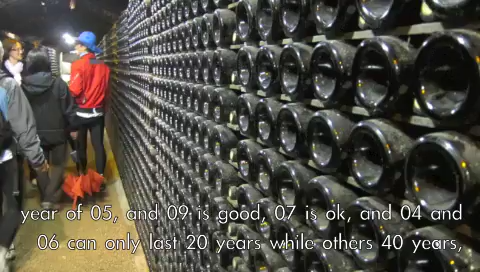 year of 05, and 09 is good, 07 is ok, and 04 and
06 can only last 20 years while others 40 years,